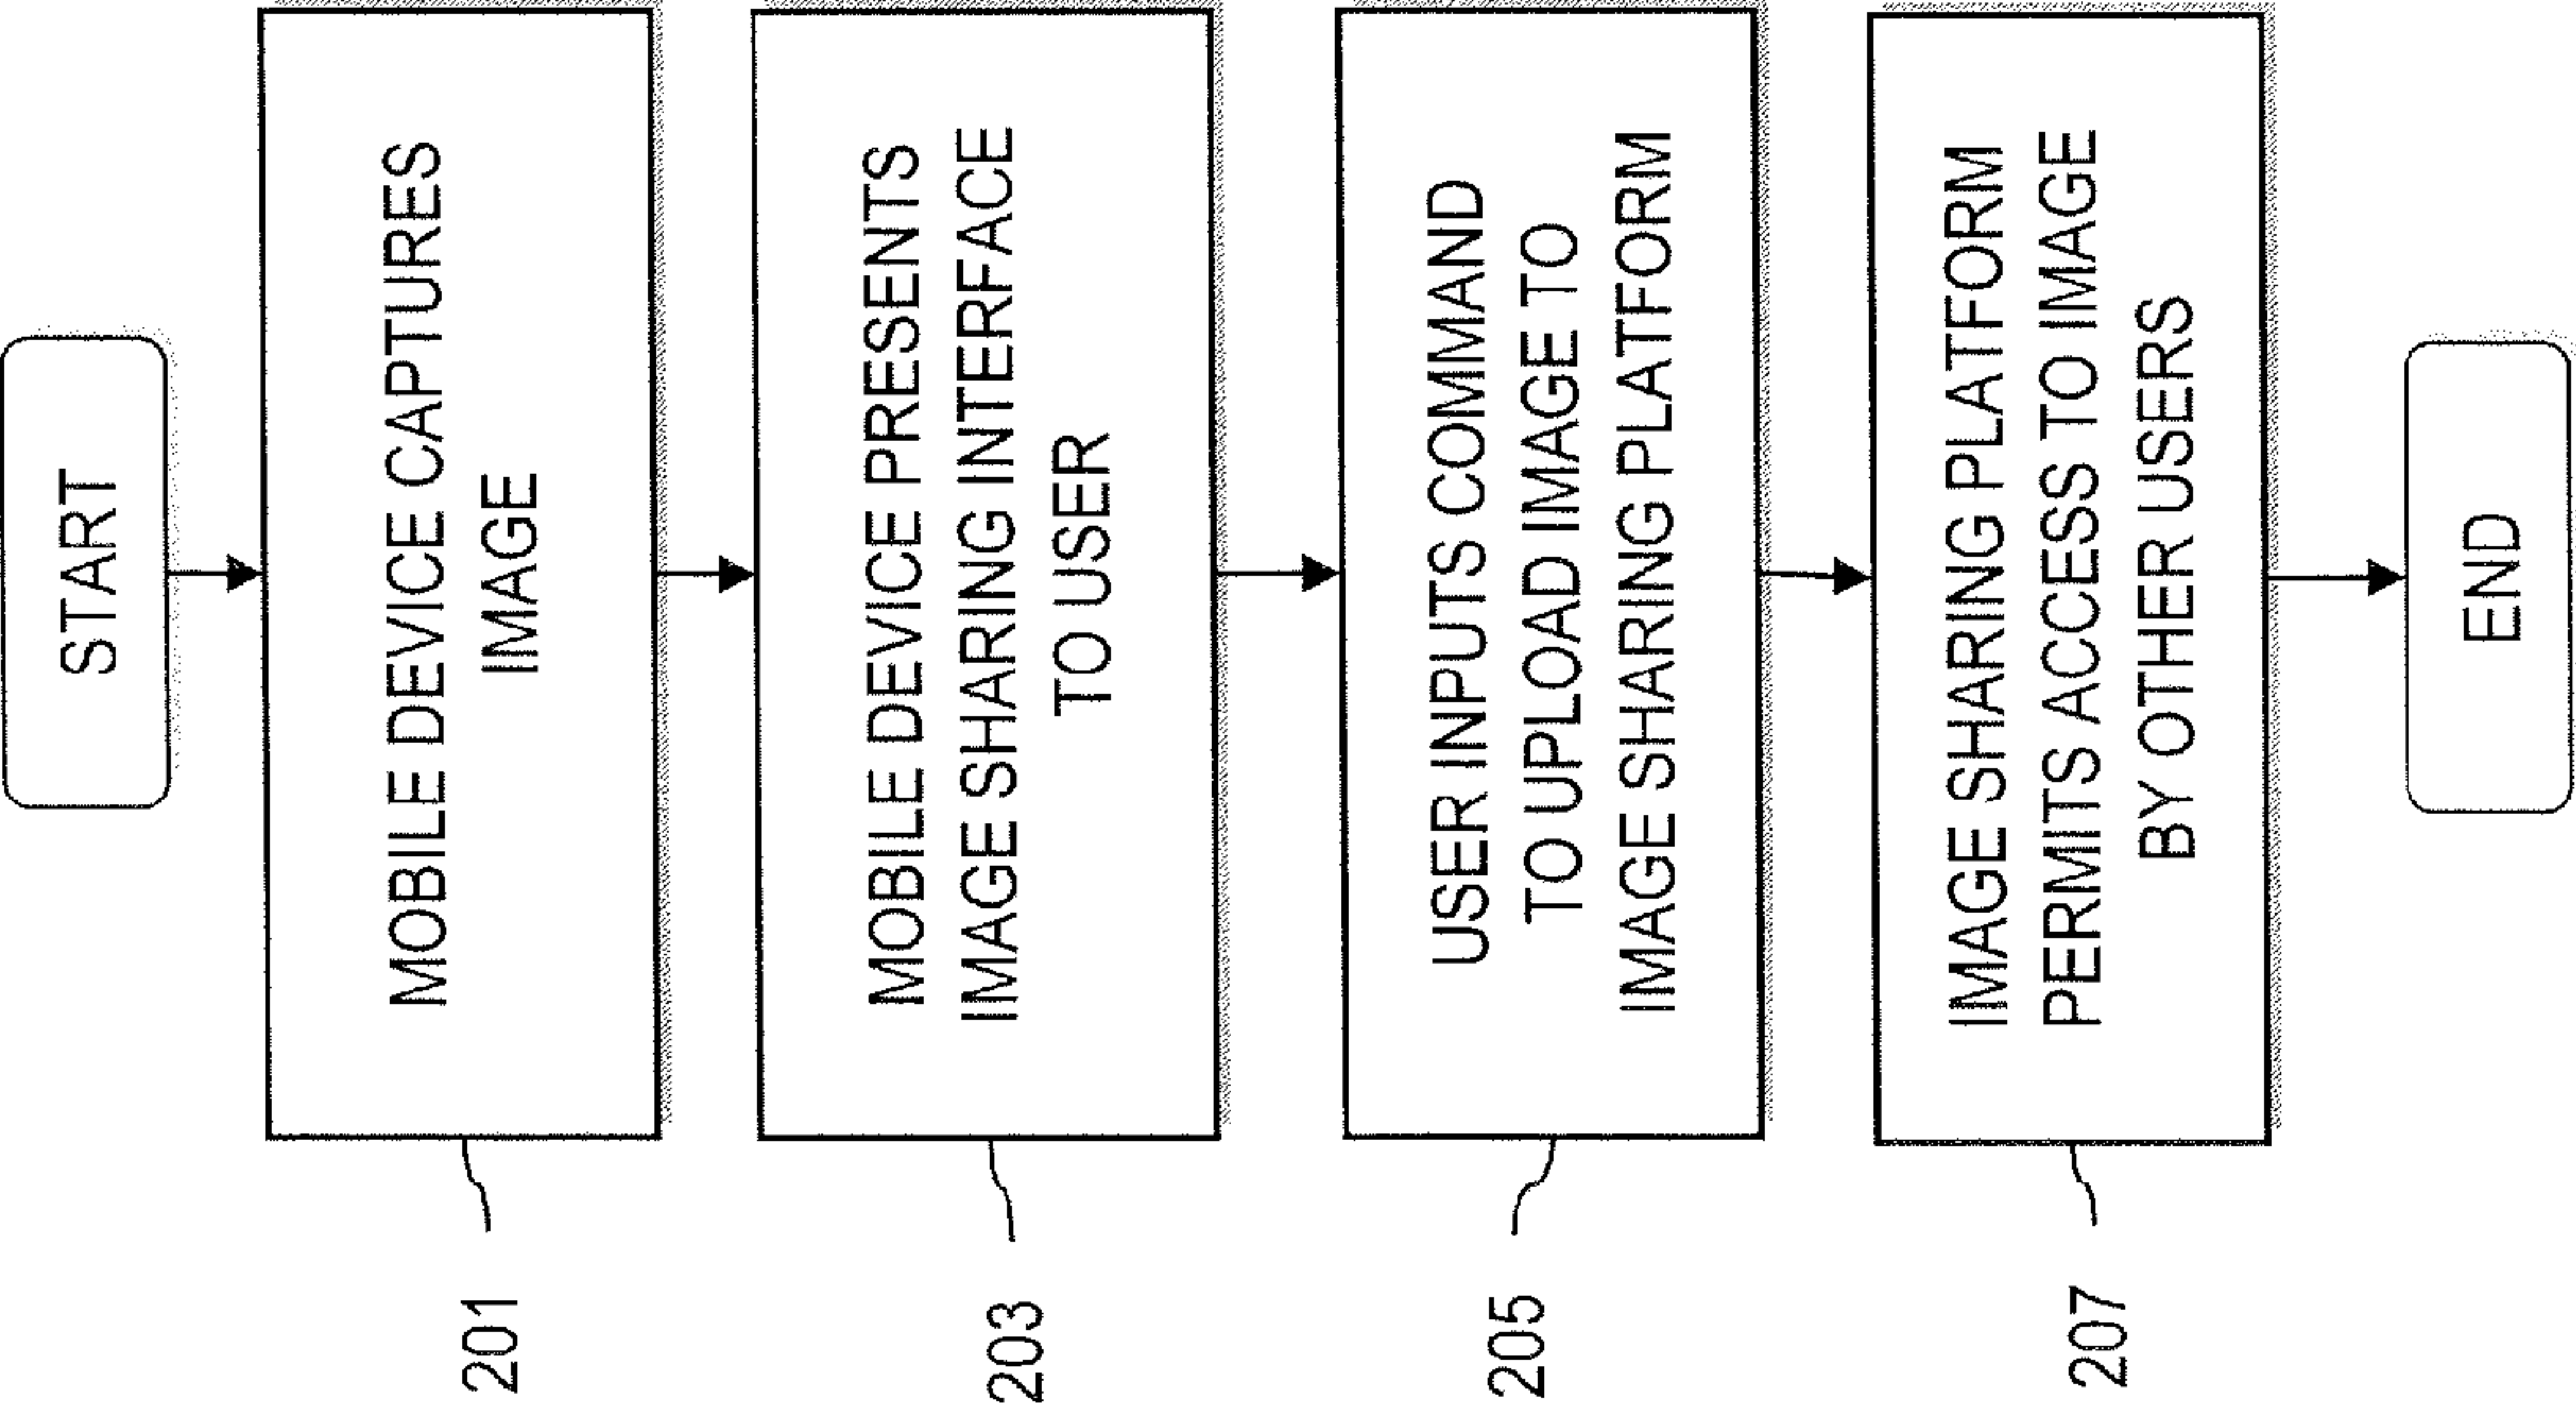 START
201
MOBILE DEVICE CAPTURES
IMAGE
203
MOBILE DEVICE PRESENTS
IMAGE SHARING INTERFACE
TO USER
205
USER INPUTS COMMAND
TO UPLOAD IMAGE TO
IMAGE SHARING PLATFORM
207
IMAGE SHARING PLATFORM
PERMITS ACCESS TO IMAGE
BY OTHER USERS
END